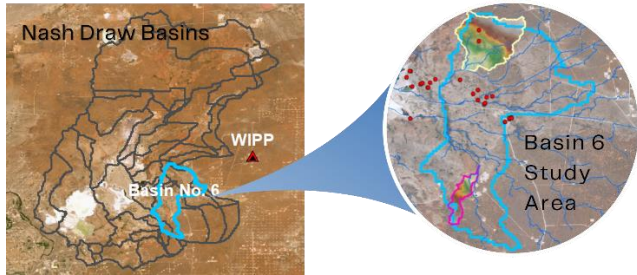 Nash Draw Basins
WIPP
Basin No. 6
Basin 6
Study
Area